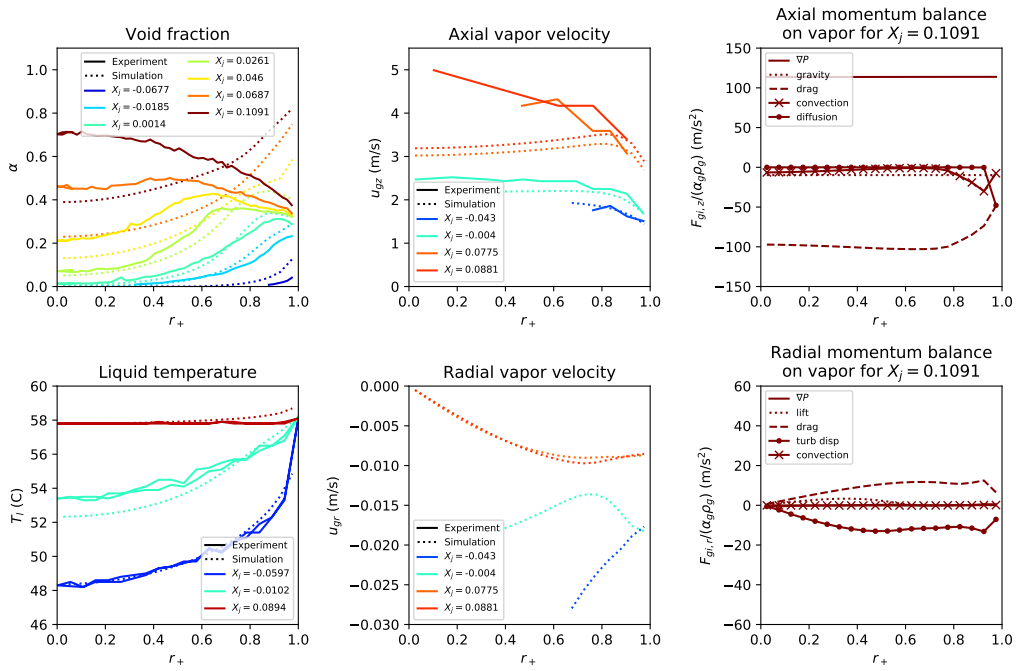 Void fraction
1.0
0.8
0.6
0.4
0.2
0.0
α
Experiment
Simulation
X_j = -0.0677
X_j = -0.0185
X_j = 0.0014
X_j = 0.0261
X_j = 0.046
X_j = 0.0687
X_j = 0.1091
0.0 0.2 0.4 0.6 0.8 1.0
r_+
Axial vapor velocity
5
4
3
2
1
0
u_gz (m/s)
Experiment
Simulation
X_j = -0.043
X_j = -0.004
X_j = 0.0775
X_j = 0.0881
0.0 0.2 0.4 0.6 0.8 1.0
r_+
Axial momentum balance
on vapor for X_j = 0.1091
150
100
50
0
−50
−100
−150
F_gi,z/(α_gρ_g) (m/s²)
∇P
gravity
drag
convection
diffusion
0.0 0.2 0.4 0.6 0.8 1.0
r_+
Liquid temperature
60
58
56
54
52
50
48
46
T_l (C)
Experiment
Simulation
X_j = -0.0597
X_j = -0.0102
X_j = 0.0894
0.0 0.2 0.4 0.6 0.8 1.0
r_+
Radial vapor velocity
0.000
−0.005
−0.010
−0.015
−0.020
−0.025
−0.030
u_gr (m/s)
Experiment
Simulation
X_j = -0.043
X_j = -0.004
X_j = 0.0775
X_j = 0.0881
0.0 0.2 0.4 0.6 0.8 1.0
r_+
Radial momentum balance
on vapor for X_j = 0.1091
60
40
20
0
−20
−40
−60
F_gi,r/(α_gρ_g) (m/s²)
∇P
lift
drag
turb disp
convection
0.0 0.2 0.4 0.6 0.8 1.0
r_+